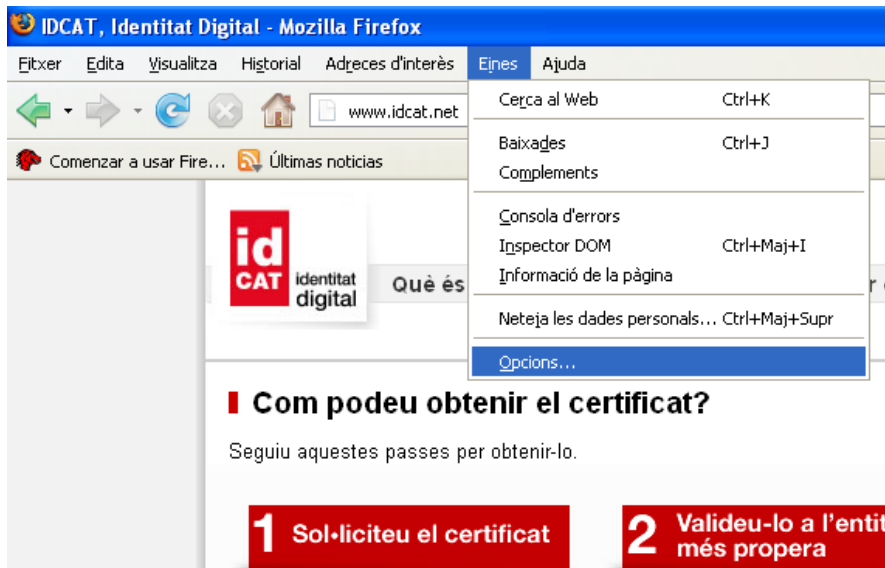 IDCAT, Identitat Digital - Mozilla Firefox
Fitxer Edita Visualitza Historial Adreces d'interès Eines Ajuda
www.idcat.net
Comenzar a usar Fire... Últimas noticias
Cerca al Web Ctrl+K
Baixades Ctrl+J
Complements
Consola d'errors
Inspector DOM Ctrl+Maj+I
Informació de la pàgina
Neteja les dades personals... Ctrl+Maj+Supr
Opcions...
id
CAT identitat
digital
Què és
Com podeu obtenir el certificat?
Seguiu aquestes passes per obtenir-lo.
1 Sol•liciteu el certificat
2 Valideu-lo a l'entit
més propera